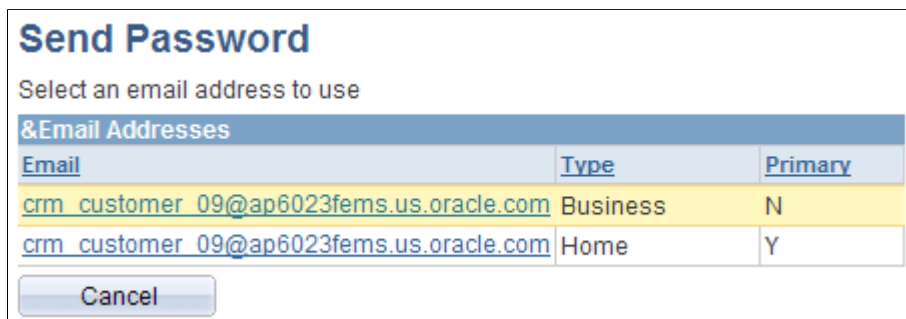 Send Password
Select an email address to use
&Email Addresses
Email Type Primary
crm_customer_09@ap6023fems.us.oracle.com Business N
crm_customer_09@ap6023fems.us.oracle.com Home Y
Cancel